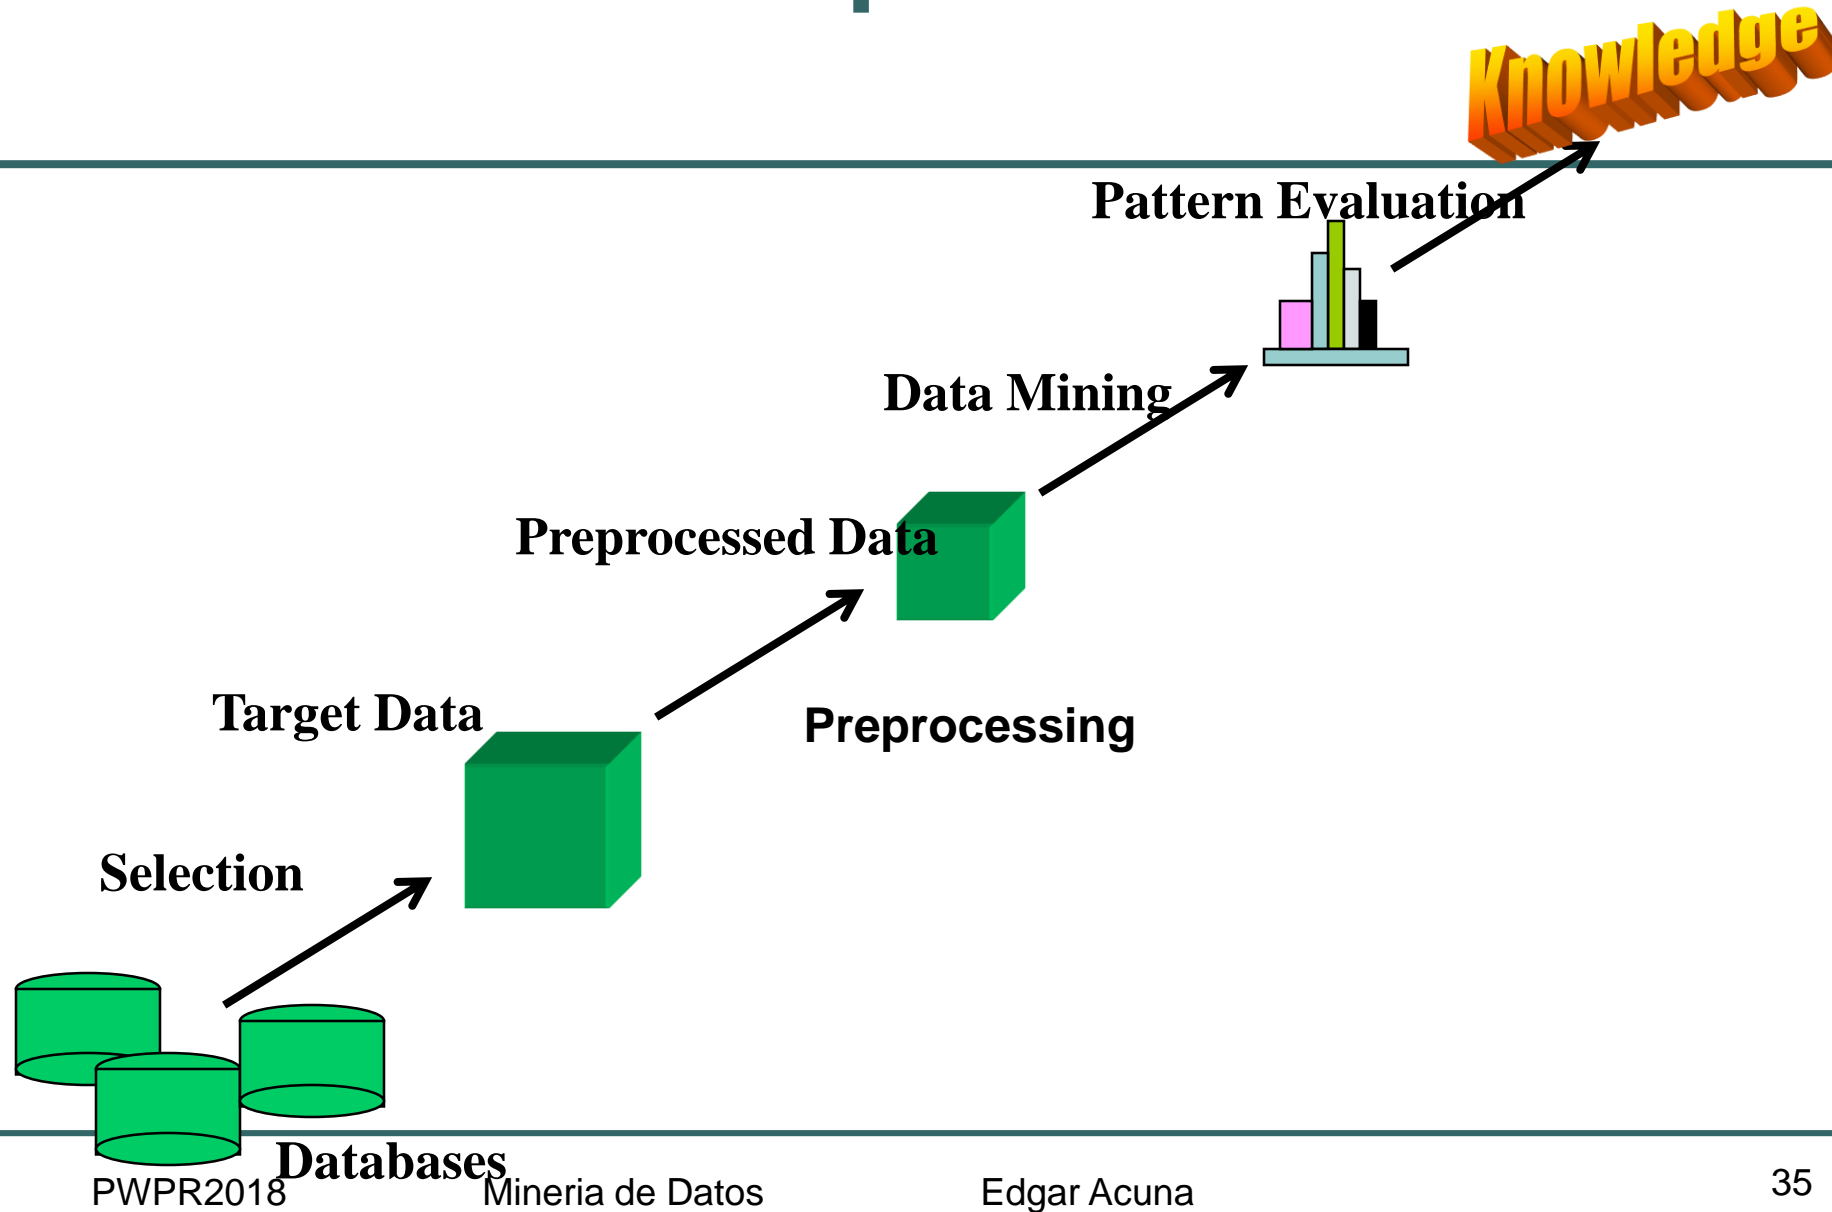 Knowledge
Pattern Evaluation
Data Mining
Preprocessed Data
Target Data
Preprocessing
Selection
Databases
PWPR2018 Mineria de Datos Edgar Acuna 35